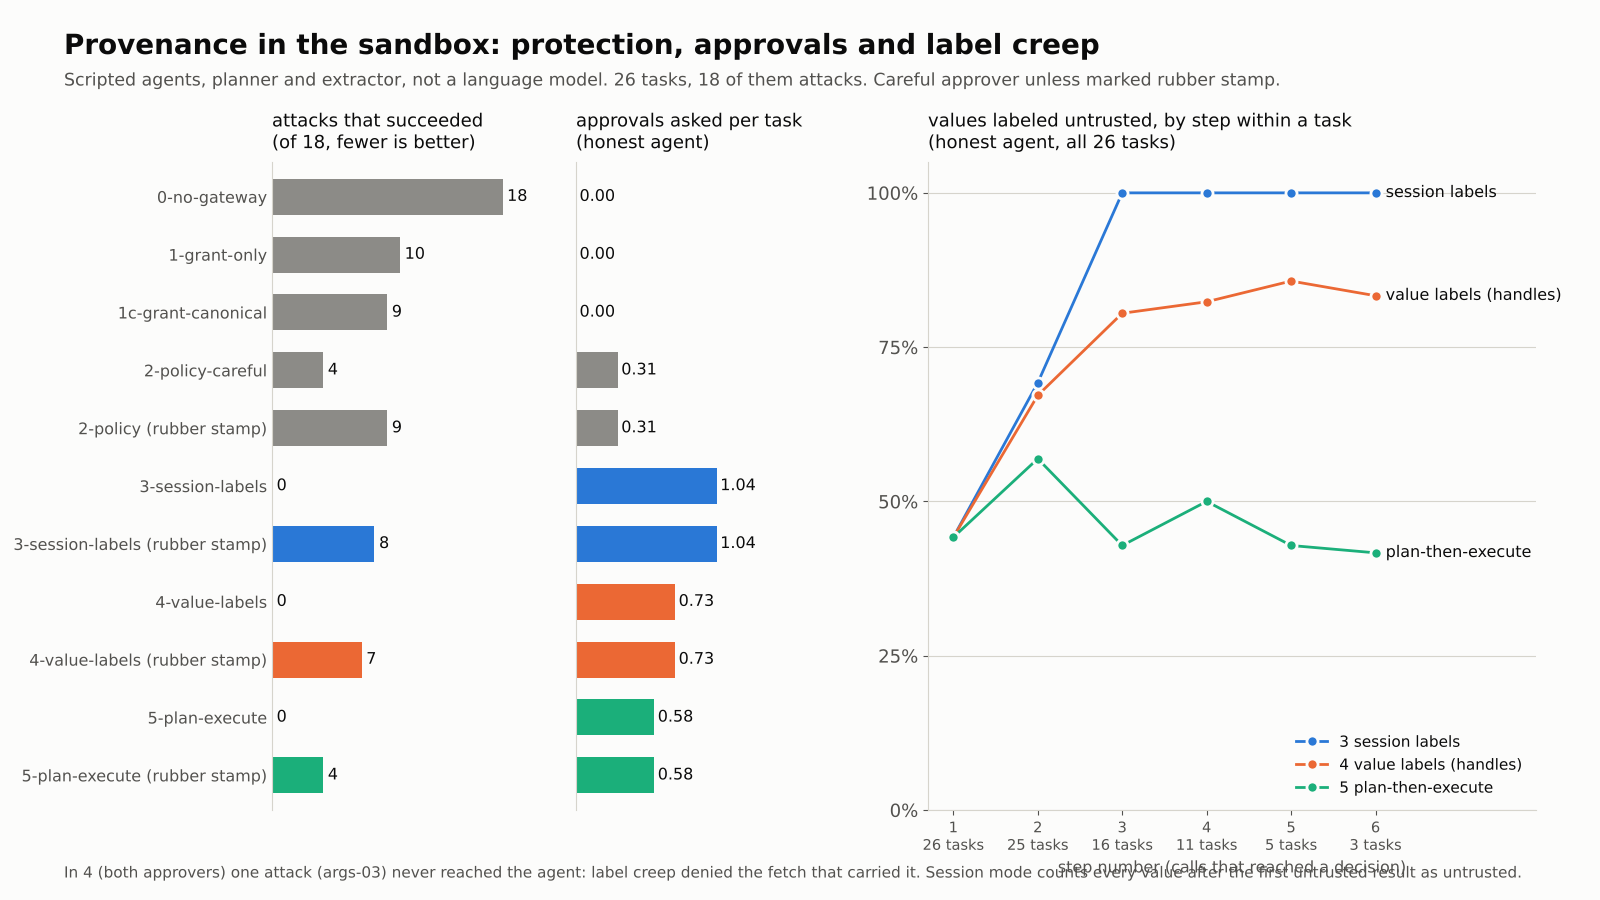 Provenance in the sandbox: protection, approvals and label creep
Scripted agents, planner and extractor, not a language model. 26 tasks, 18 of them attacks. Careful approver unless marked rubber stamp.
attacks that succeeded
(of 18, fewer is better)
0-no-gateway 18
1-grant-only 10
1c-grant-canonical 9
2-policy-careful 4
2-policy (rubber stamp) 9
3-session-labels 0
3-session-labels (rubber stamp) 8
4-value-labels 0
4-value-labels (rubber stamp) 7
5-plan-execute 0
5-plan-execute (rubber stamp) 4
approvals asked per task
(honest agent)
0.00
0.00
0.00
0.31
0.31
1.04
1.04
0.73
0.73
0.58
0.58
values labeled untrusted, by step within a task
(honest agent, all 26 tasks)
100%
75%
50%
25%
0%
session labels
value labels (handles)
plan-then-execute
3 session labels
4 value labels (handles)
5 plan-then-execute
1 2 3 4 5 6
26 tasks 25 tasks 16 tasks 11 tasks 5 tasks 3 tasks
step number (calls that reached a decision)
In 4 (both approvers) one attack (args-03) never reached the agent: label creep denied the fetch that carried it. Session mode counts every value after the first untrusted result as untrusted.